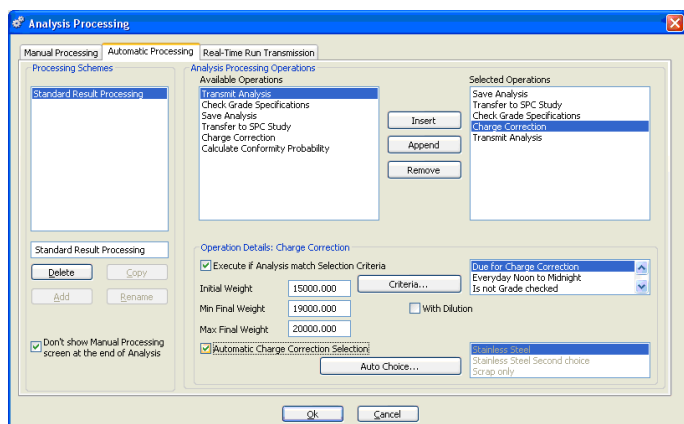 Analysis Processing
Manual Processing
Automatic Processing
Real-Time Run Transmission
Processing Schemes
Standard Result Processing
Standard Result Processing
Delete
Copy
Add
Rename
Don't show Manual Processing
screen at the end of Analysis
Analysis Processing Operations
Available Operations
Transmit Analysis
Check Grade Specifications
Save Analysis
Transfer to SPC Study
Charge Correction
Calculate Conformity Probability
Insert
Append
Remove
Selected Operations
Save Analysis
Transfer to SPC Study
Check Grade Specifications
Charge Correction
Transmit Analysis
Operation Details: Charge Correction
Execute if Analysis match Selection Criteria
Initial Weight 15000.000
Criteria...
Due for Charge Correction
Everyday Noon to Midnight
Is not Grade checked
Min Final Weight 19000.000
With Dilution
Max Final Weight 20000.000
Automatic Charge Correction Selection
Auto Choice...
Stainless Steel
Stainless Steel Second choice
Scrap only
Ok
Cancel